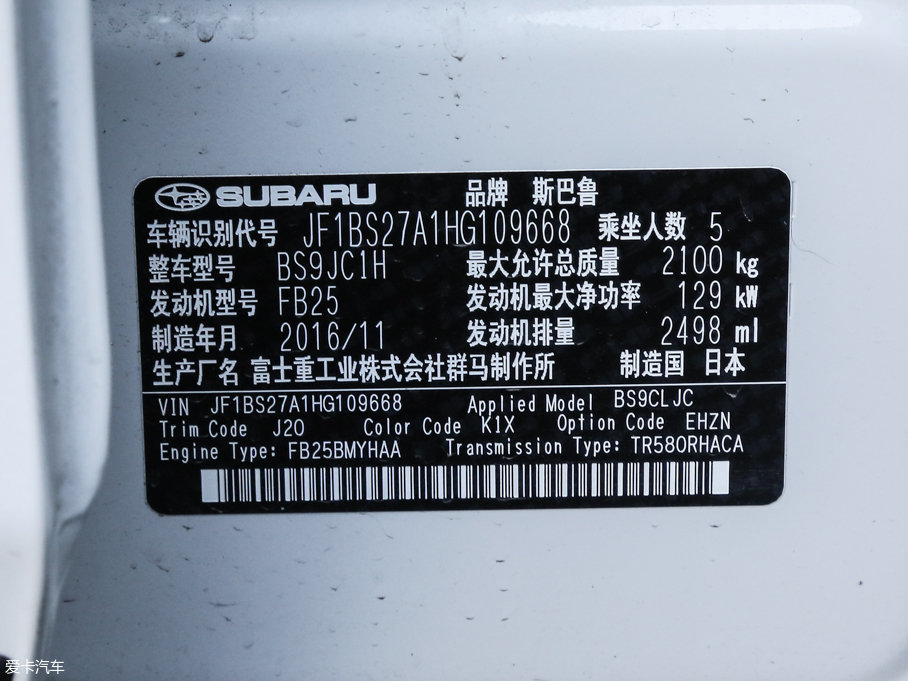 SUBARU 品牌 斯巴鲁
车辆识别代号 JF1BS27A1HG109668 乘坐人数 5
整车型号 BS9JC1H 最大允许总质量 2100 kg
发动机型号 FB25 发动机最大净功率 129 kW
制造年月 2016/11 发动机排量 2498 ml
生产厂名 富士重工业株式会社群马制作所 制造国 日本
VIN JF1BS27A1HG109668 Applied Model BS9CLJC
Trim Code J20 Color Code K1X Option Code EHZN
Engine Type: FB25BMYHAA Transmission Type: TR580RHACA
爱卡汽车